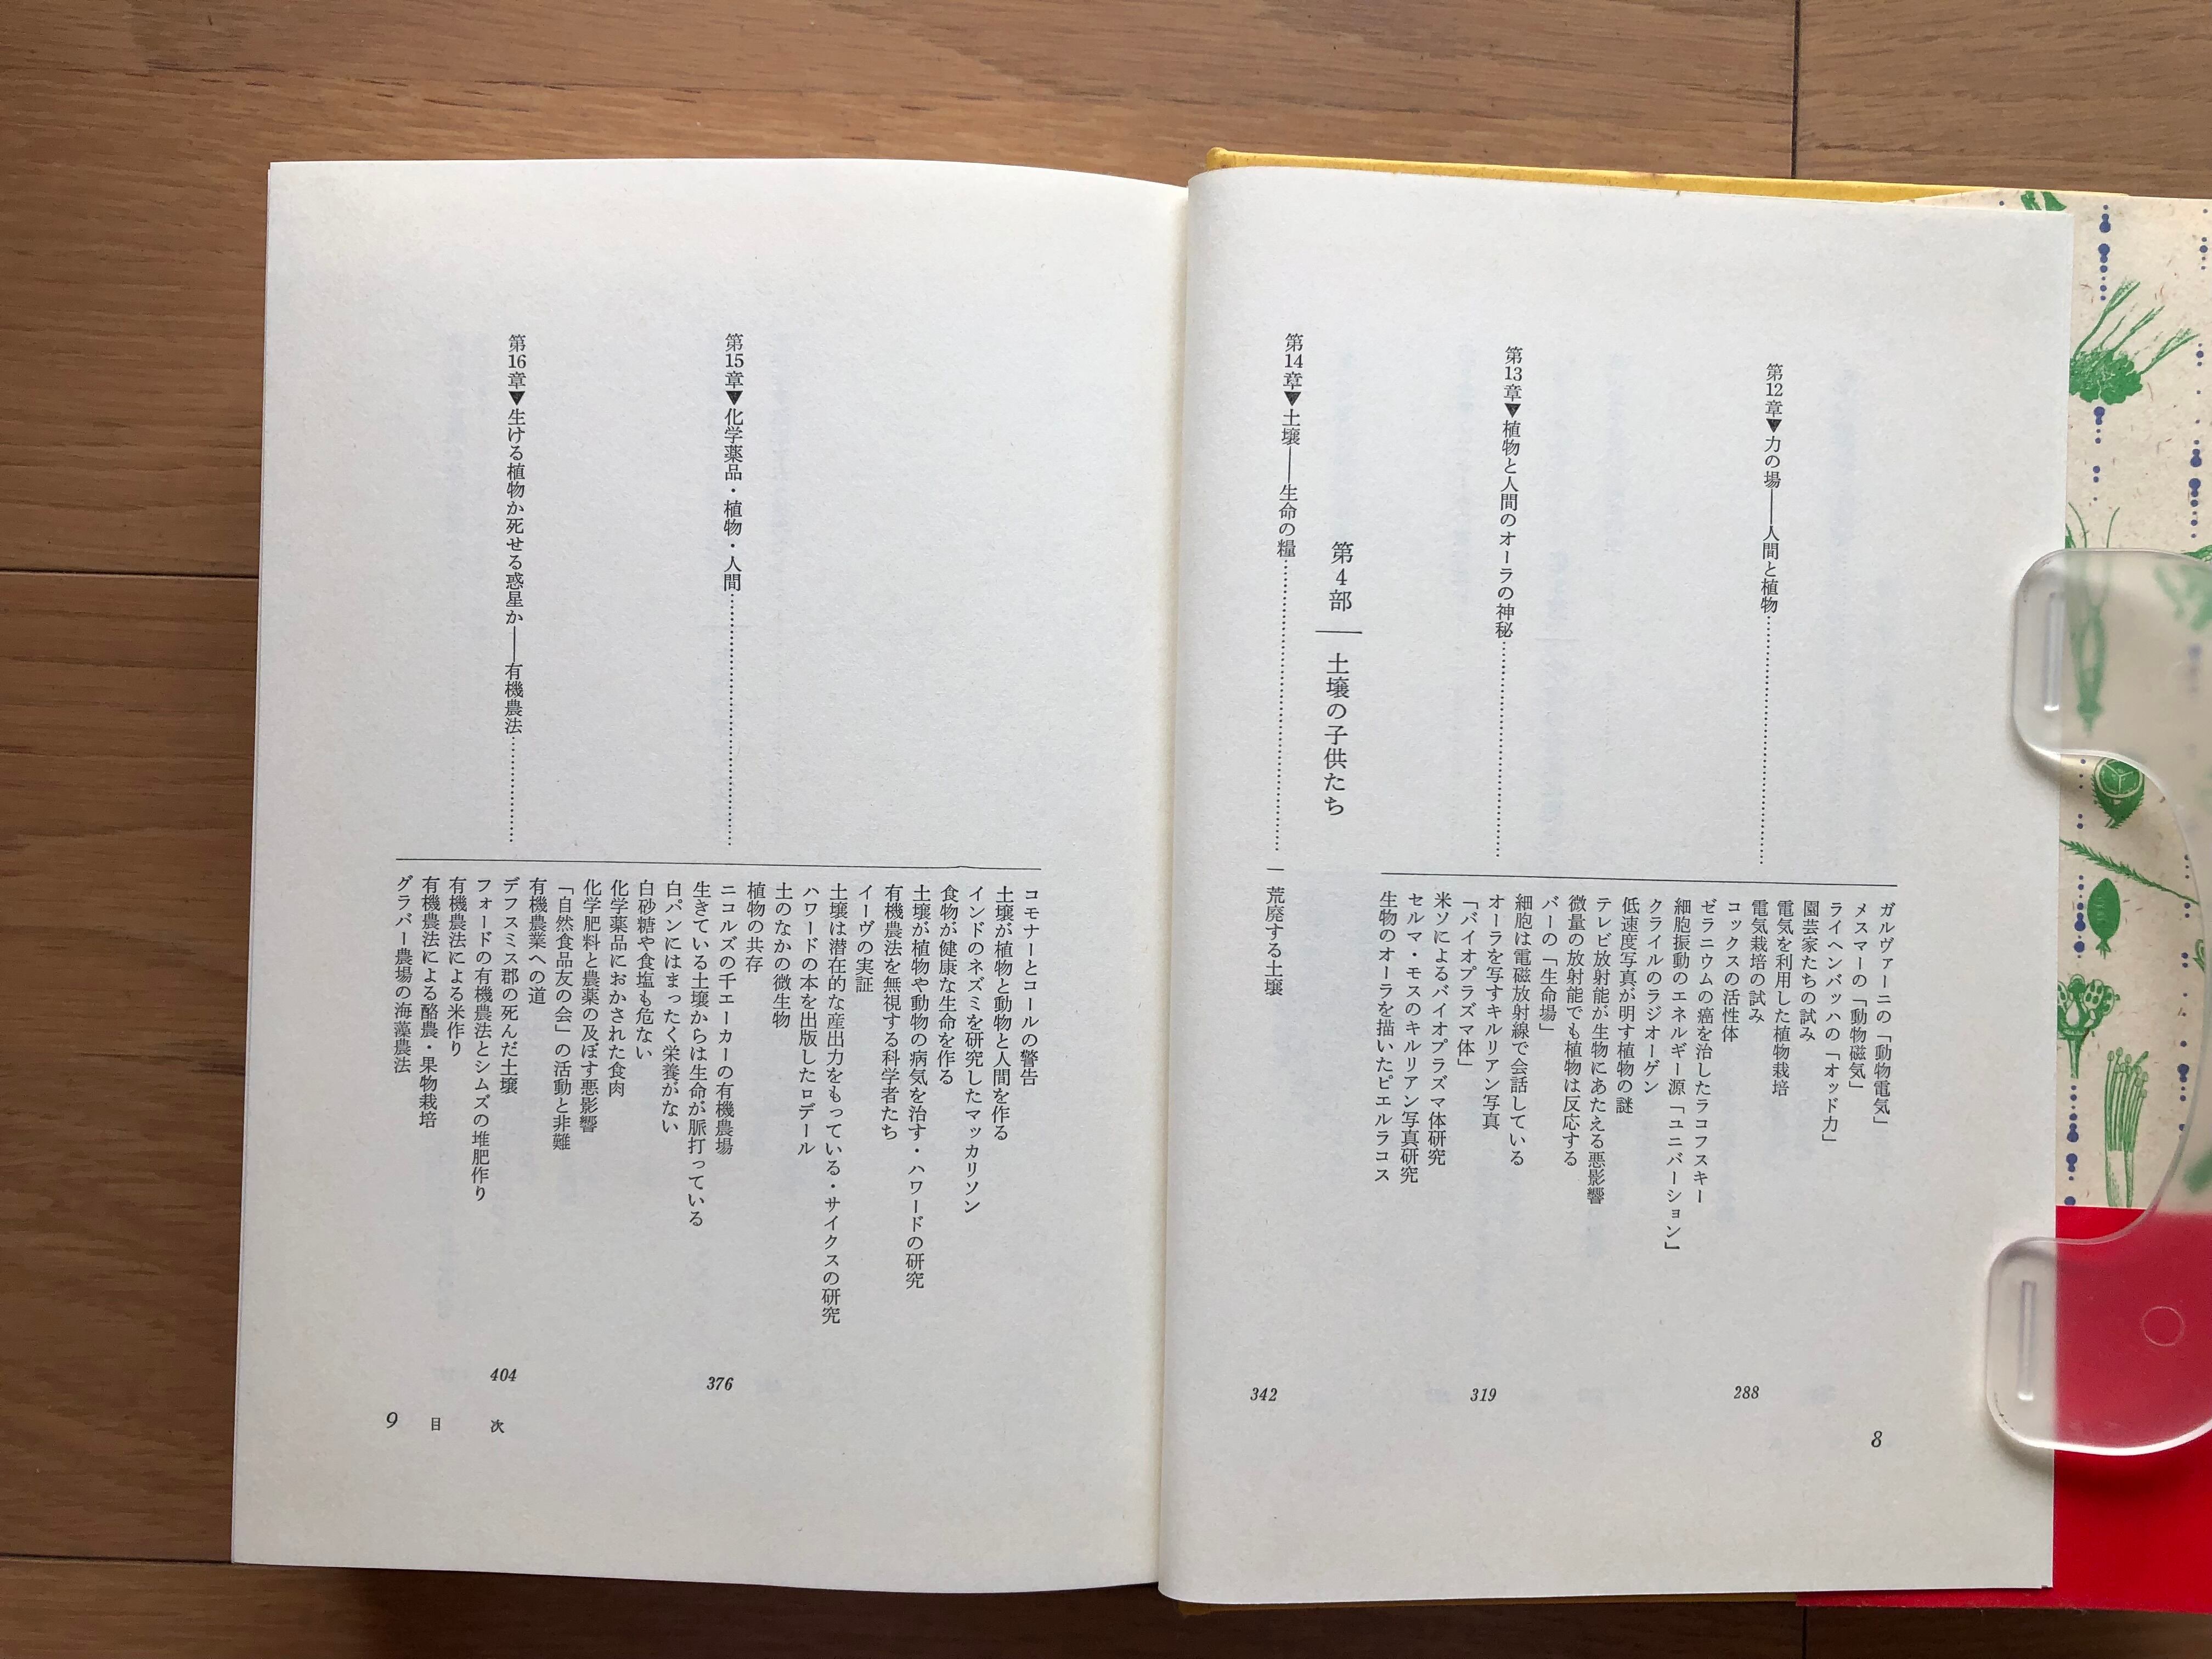 第12章▼力の場――人間と植物……288
ガルヴァーニの「動物電気」
メスマーの「動物磁気」
ライヘンバッハの「オッド力」
園芸家たちの試み
電気を利用した植物栽培
電気栽培の試み
コックスの活性体
ゼラニウムの癌を治したラコフスキー
細胞振動のエネルギー源「ユニバーション」
クライルのラジオーゲン
低速度写真が明す植物の謎
テレビ放射能が生物にあたえる悪影響
微量の放射能でも植物は反応する
バーの「生命場」
細胞は電磁放射線で会話している
第13章▼植物と人間のオーラの神秘……319
オーラを写すキルリアン写真
「バイオプラズマ体」
米ソによるバイオプラズマ体研究
セルマ・モスのキルリアン写真研究
生物のオーラを描いたピエルラコス
第4部――土壌の子供たち
第14章▼土壌――生命の糧……342
荒廃する土壌
8
コモナーとコールの警告
土壌が植物と動物と人間を作る
インドのネズミを研究したマッカリソン
食物が健康な生命を作る
土壌が植物や動物の病気を治す・ハワードの研究
有機農法を無視する科学者たち
イーヴの実証
土壌は潜在的な産出力をもっている・サイクスの研究
ハワードの本を出版したロデール
土のなかの微生物
植物の共存
第15章▼化学薬品・植物・人間……376
ニコルズの千エーカーの有機農場
生きている土壌からは生命が脈打っている
白パンにはまったく栄養がない
白砂糖や食塩も危ない
化学薬品におかされた食肉
化学肥料と農薬の及ぼす悪影響
「自然食品友の会」の活動と非難
有機農業への道
第16章▼生ける植物か死せる惑星か――有機農法……404
デフスミス郡の死んだ土壌
フォードの有機農法とシムズの堆肥作り
有機農法による米作り
有機農法による酪農・果物栽培
グラバー農場の海藻農法
9 目次